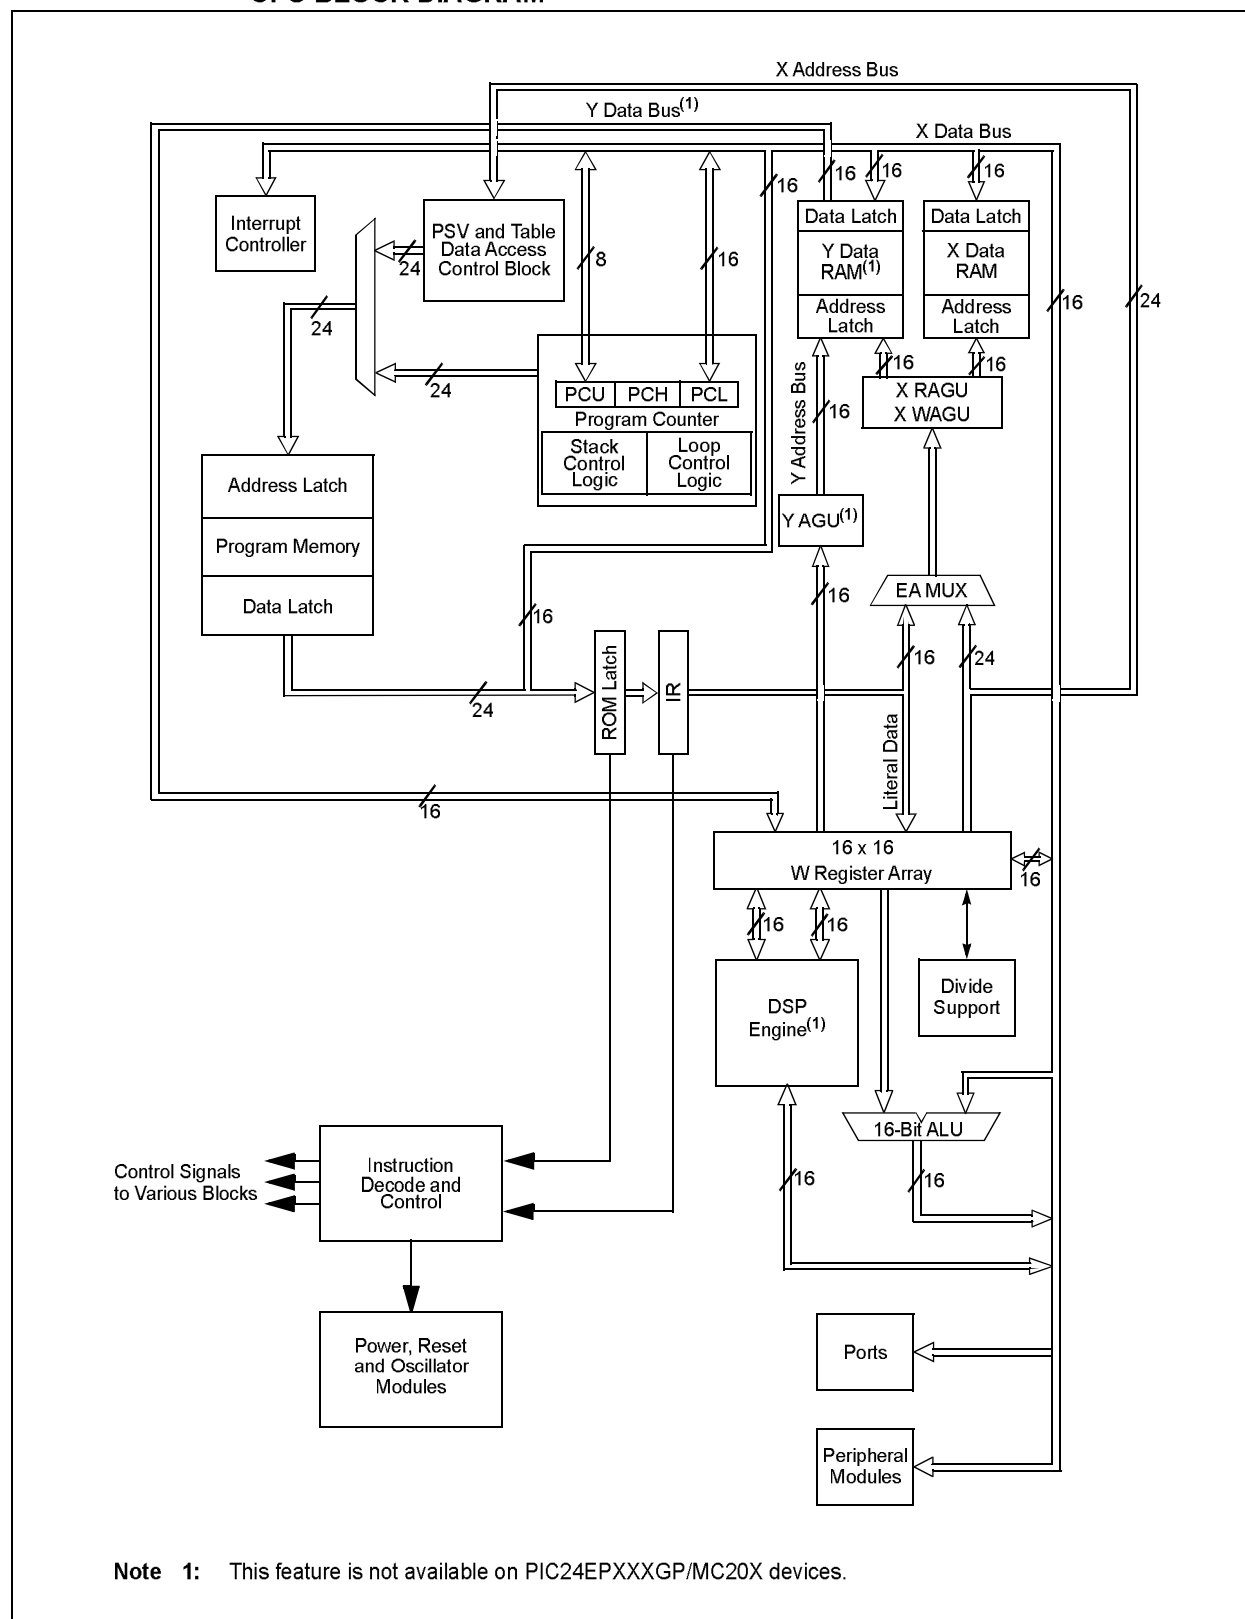 CPU BLOCK DIAGRAM
X Address Bus
Y Data Bus(1)
X Data Bus
16
16
16
16
Interrupt
Controller
PSV and Table
Data Access
Control Block
24
8
16
Data Latch
Y Data
RAM(1)
Address
Latch
Data Latch
X Data
RAM
Address
Latch
16
24
24
24
16
16
PCU
PCH
PCL
Program Counter
Stack
Control
Logic
Loop
Control
Logic
Y Address Bus
16
X RAGU
X WAGU
Address Latch
Program Memory
Data Latch
Y AGU(1)
EA MUX
16
16
16
24
24
ROM Latch
IR
Literal Data
16
16 x 16
W Register Array
16
16
16
DSP
Engine(1)
Divide
Support
16-Bit ALU
16
16
Control Signals
to Various Blocks
Instruction
Decode and
Control
Power, Reset
and Oscillator
Modules
Ports
Peripheral
Modules
Note 1: This feature is not available on PIC24EPXXXGP/MC20X devices.